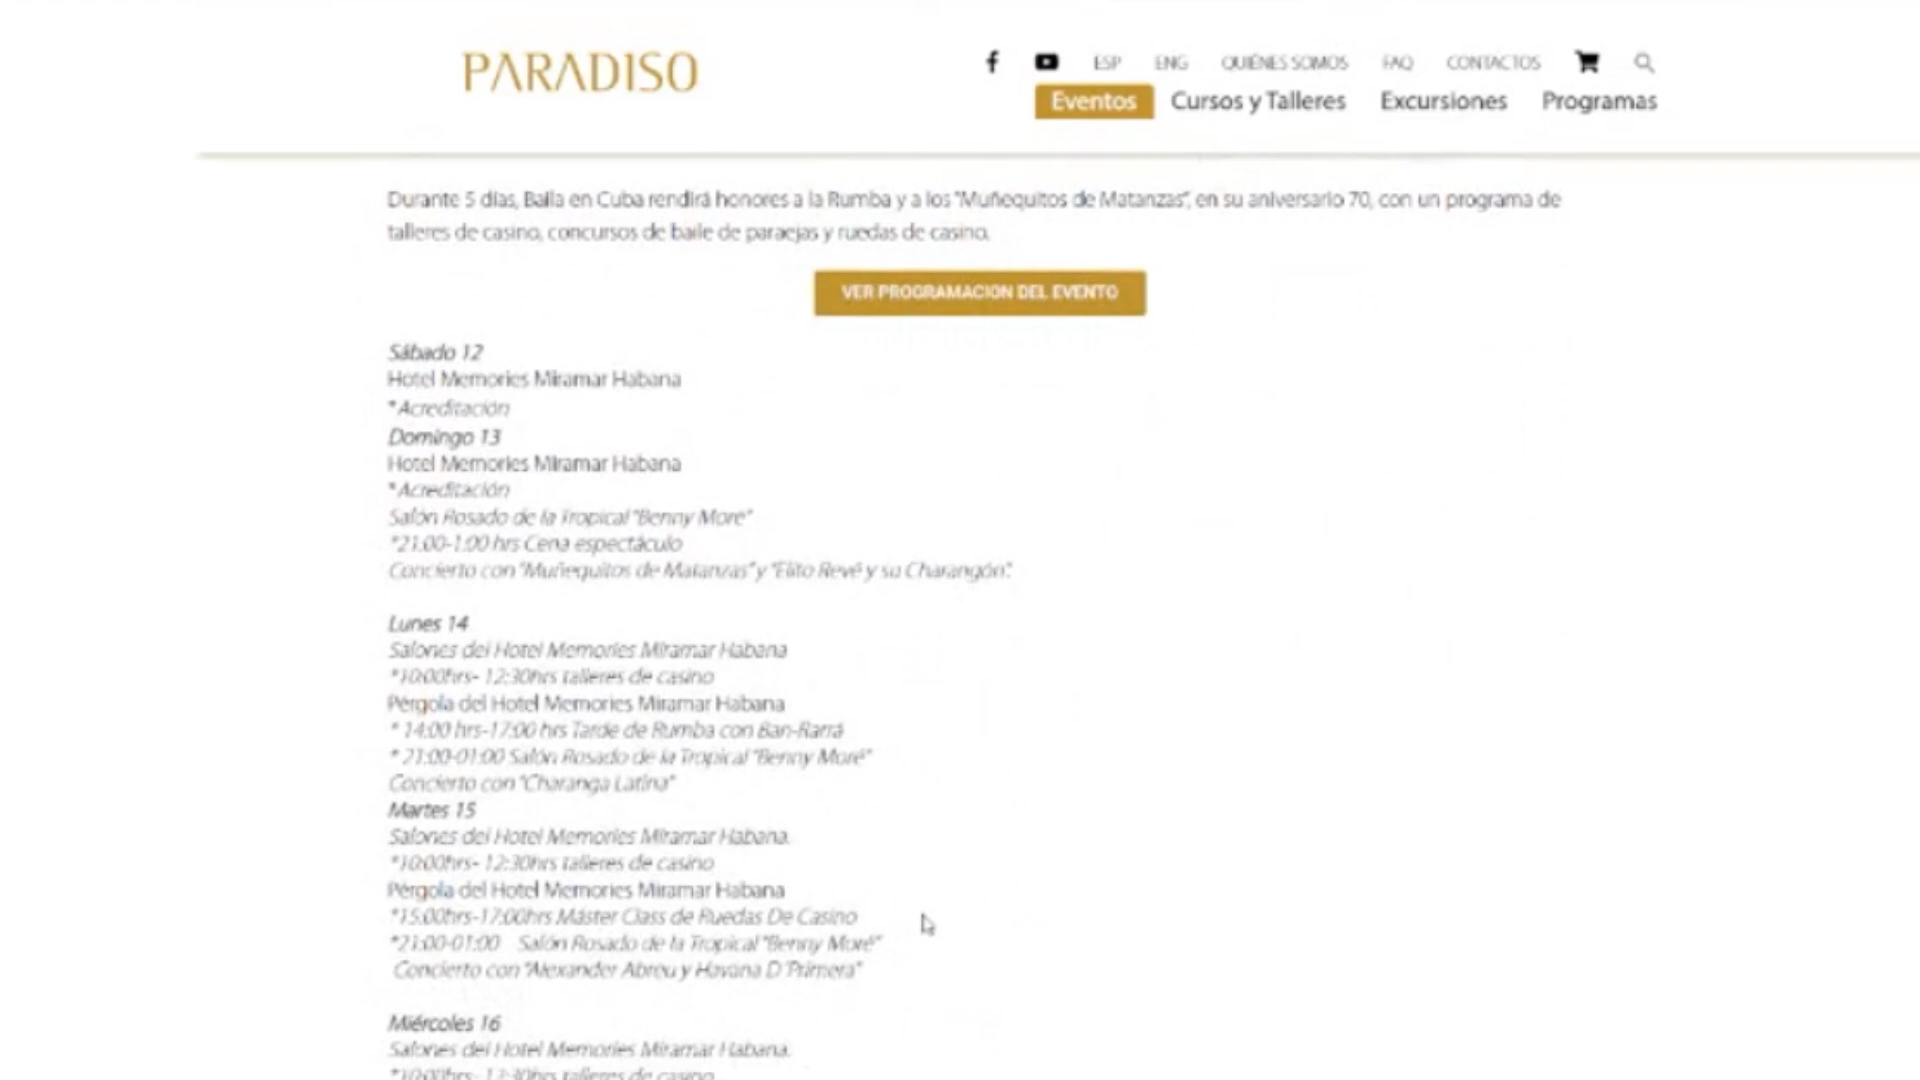 PARADISO
ESP ENG QUIÉNES SOMOS FAQ CONTACTOS
Eventos Cursos y Talleres Excursiones Programas
Durante 5 días, Baila en Cuba rendirá honores a la Rumba y a los "Muñequitos de Matanzas", en su aniversario 70, con un programa de
talleres de casino, concursos de baile de paraejas y ruedas de casino.
VER PROGRAMACION DEL EVENTO
Sábado 12
Hotel Memories Miramar Habana
*Acreditación
Domingo 13
Hotel Memories Miramar Habana
*Acreditación
Salón Rosado de la Tropical "Benny Moré"
*21:00-1:00 hrs Cena espectáculo
Concierto con "Muñequitos de Matanzas" y "Elito Revé y su Charangón".
Lunes 14
Salones del Hotel Memories Miramar Habana
*10:00hrs- 12:30hrs talleres de casino
Pérgola del Hotel Memories Miramar Habana
* 14:00 hrs-17:00 hrs Tarde de Rumba con Ban-Rarrá
* 21:00-01:00 Salón Rosado de la Tropical "Benny Moré"
Concierto con "Charanga Latina"
Martes 15
Salones del Hotel Memories Miramar Habana.
*10:00hrs- 12:30hrs talleres de casino
Pérgola del Hotel Memories Miramar Habana
*15:00hrs-17:00hrs Máster Class de Ruedas De Casino
*21:00-01:00 Salón Rosado de la Tropical "Benny Moré"
Concierto con "Alexander Abreu y Havana D´Primera"
Miércoles 16
Salones del Hotel Memories Miramar Habana.
*10:00hrs- 12:30hrs talleres de casino